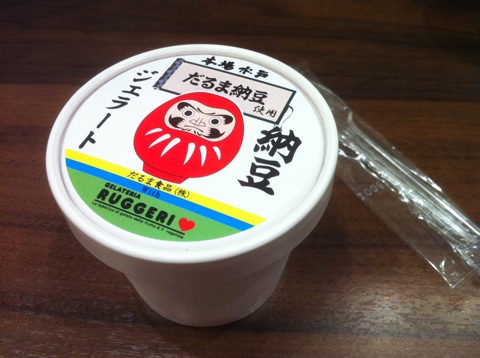 本場水戸
だるま納豆
使用
納豆
ジェラート
だるま食品(株)
with
GELATERIA
RUGGERI